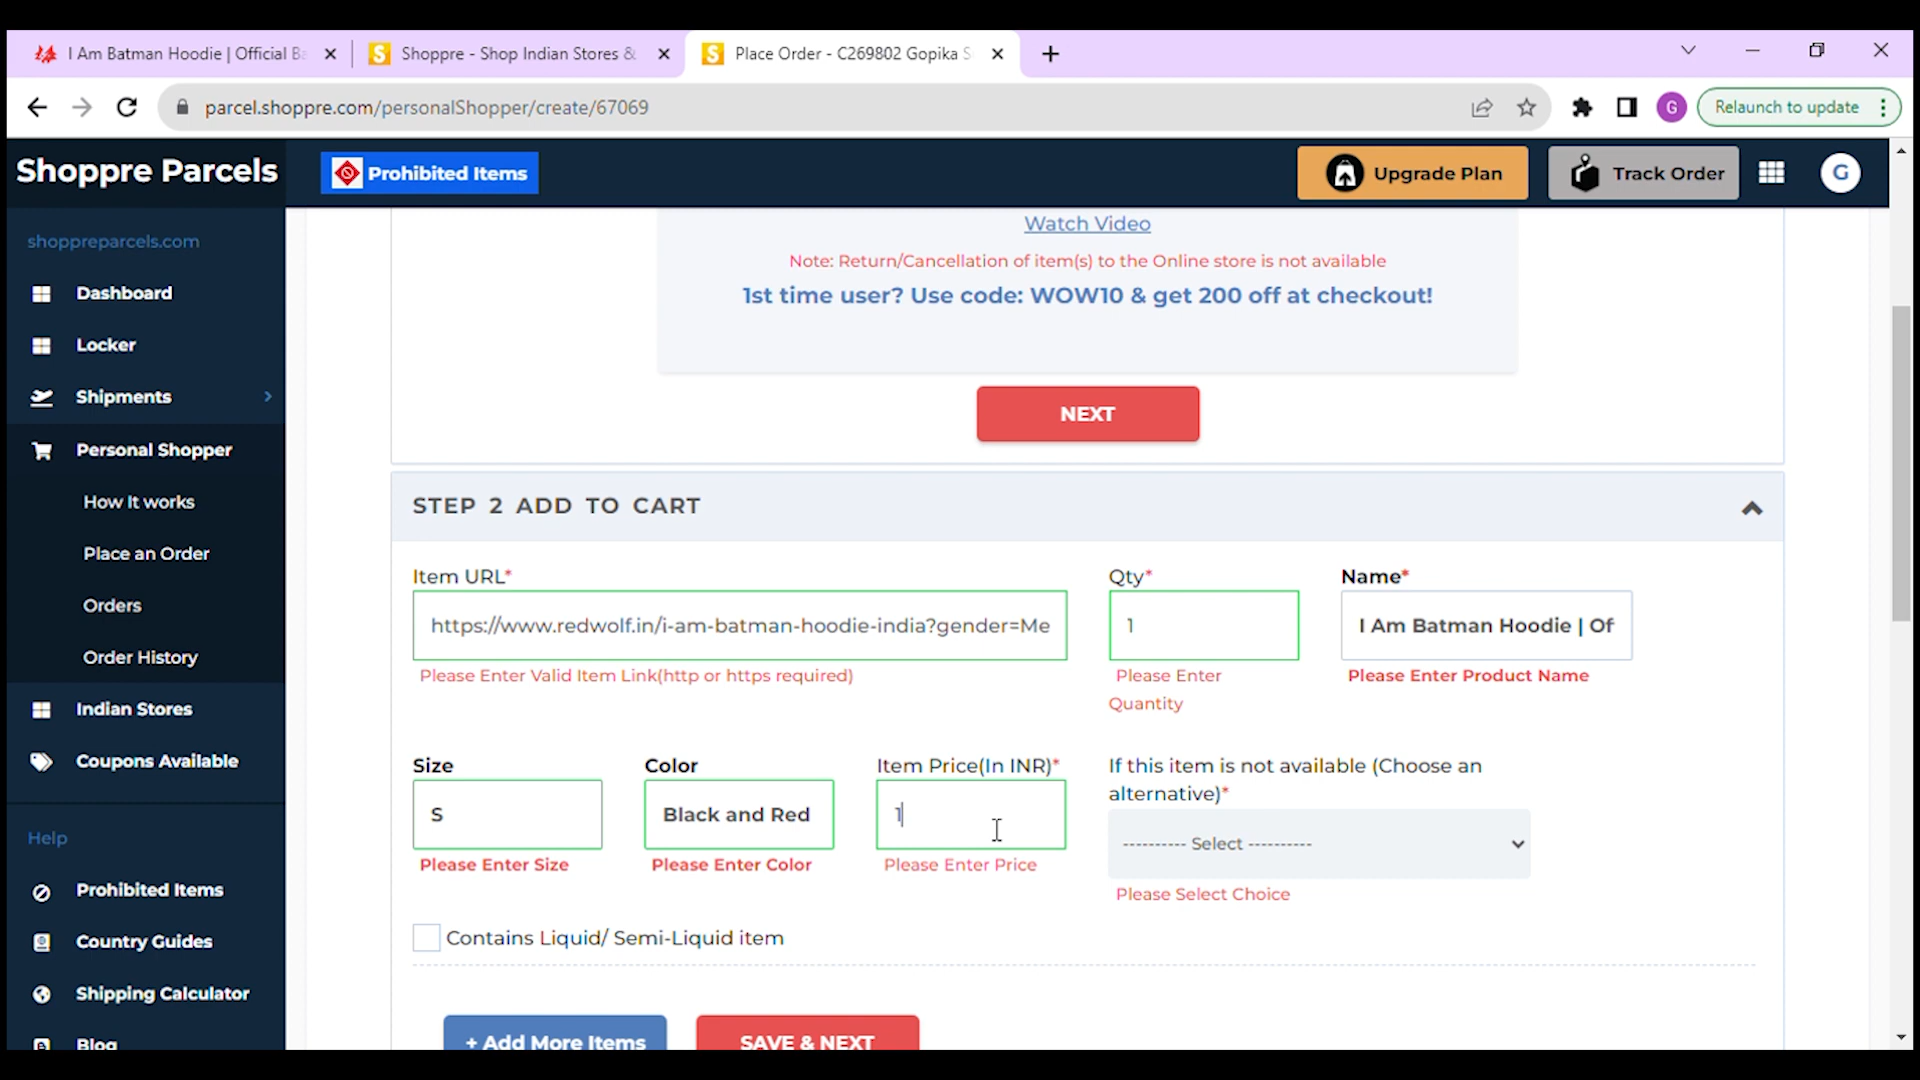 I Am Batman Hoodie | Official Ba
Shoppre - Shop Indian Stores &
Place Order - C269802 Gopika S
parcel.shoppre.com/personalShopper/create/67069
G
Relaunch to update
Shoppre Parcels
Prohibited Items
Upgrade Plan
Track Order
G
shoppreparcels.com
Dashboard
Locker
Shipments
Personal Shopper
How It works
Place an Order
Orders
Order History
Indian Stores
Coupons Available
Help
Prohibited Items
Country Guides
Shipping Calculator
Blog
Watch Video
Note: Return/Cancellation of item(s) to the Online store is not available
1st time user? Use code: WOW10 & get 200 off at checkout!
NEXT
STEP 2 ADD TO CART
Item URL*
Qty*
Name*
https://www.redwolf.in/i-am-batman-hoodie-india?gender=Me
1
I Am Batman Hoodie | Of
Please Enter Valid Item Link(http or https required)
Please Enter
Quantity
Please Enter Product Name
Size
Color
Item Price(In INR)*
If this item is not available (Choose an
alternative)*
S
Black and Red
1
---------- Select ----------
Please Enter Size
Please Enter Color
Please Enter Price
Please Select Choice
Contains Liquid/ Semi-Liquid item
+ Add More Items
SAVE & NEXT